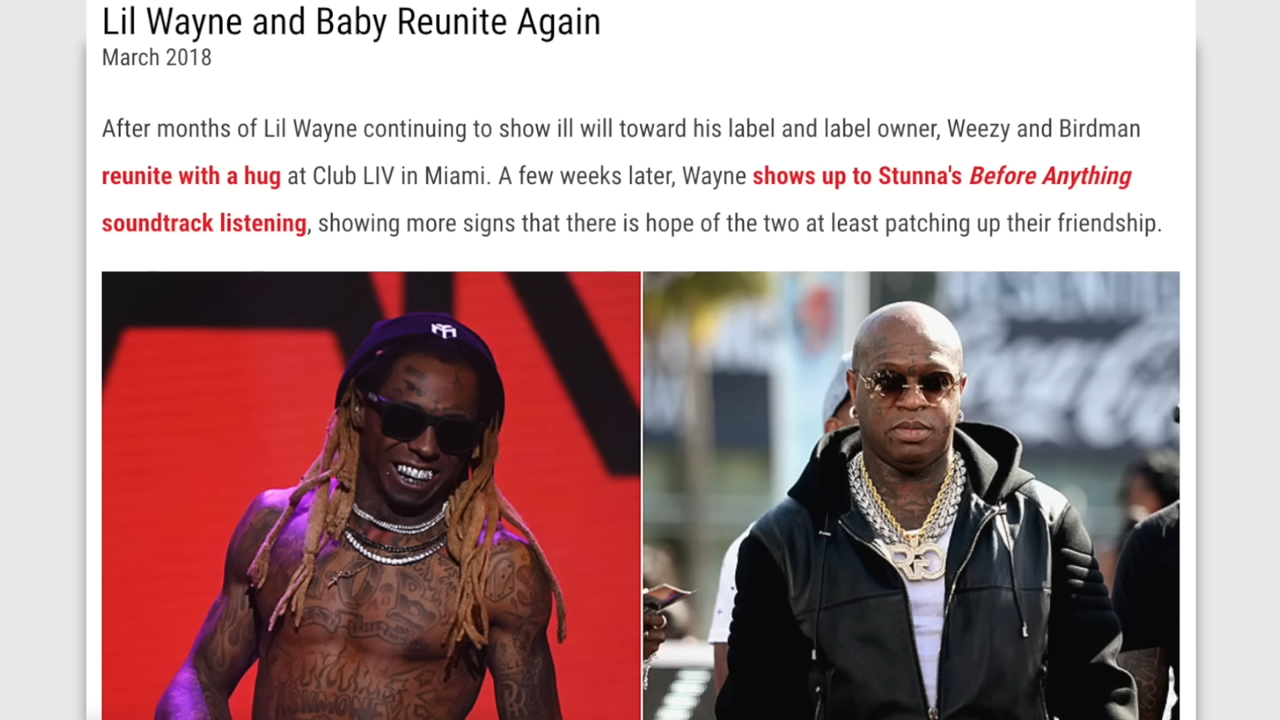 Lil Wayne and Baby Reunite Again
March 2018
After months of Lil Wayne continuing to show ill will toward his label and label owner, Weezy and Birdman
reunite with a hug at Club LIV in Miami. A few weeks later, Wayne shows up to Stunna's Before Anything
soundtrack listening, showing more signs that there is hope of the two at least patching up their friendship.
RG